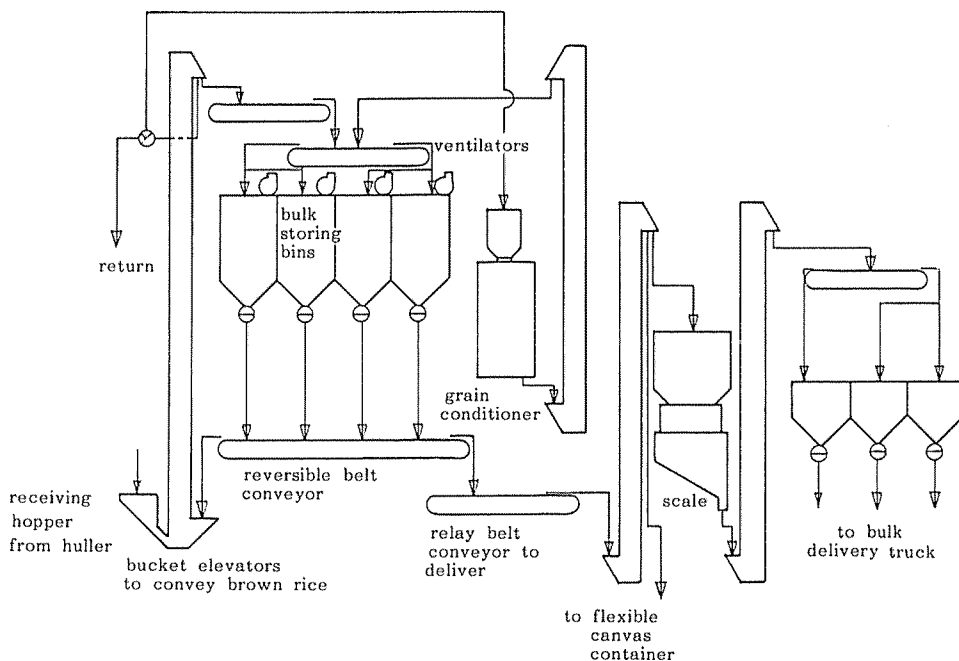 ventilators
bulk
storing
bins
return
grain
conditioner
reversible belt
conveyor
receiving
hopper
from huller
scale
relay belt
conveyor to
deliver
to bulk
delivery truck
bucket elevators
to convey brown rice
to flexible
canvas
container